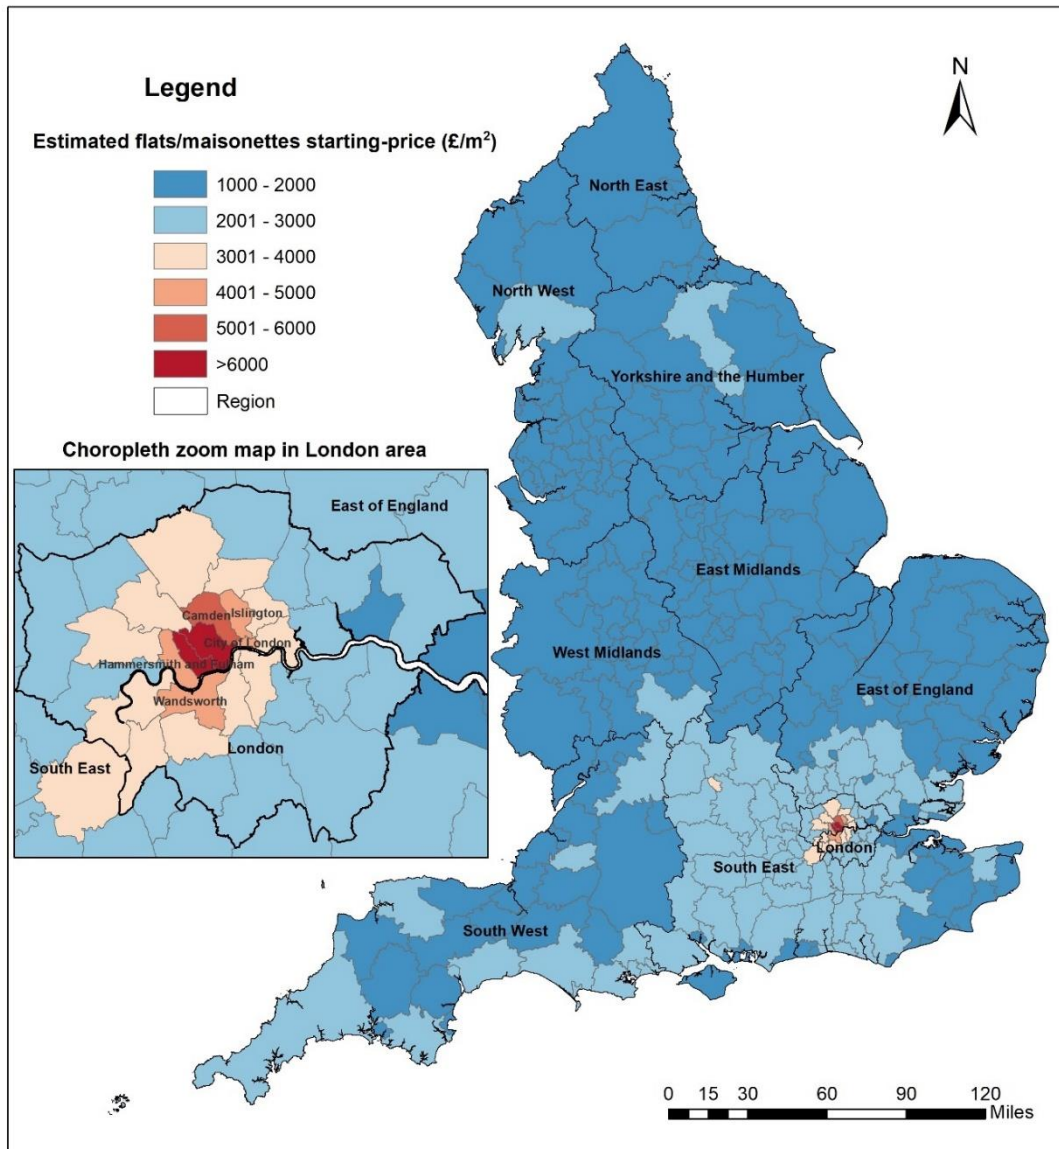 Legend
Estimated flats/maisonettes starting-price (£/m²)
1000 - 2000
2001 - 3000
3001 - 4000
4001 - 5000
5001 - 6000
>6000
Region
N
North East
North West
Yorkshire and the Humber
East Midlands
West Midlands
East of England
South East
London
South West
Choropleth zoom map in London area
East of England
Camden
Islington
City of London
Hammersmith and Fulham
Wandsworth
London
South East
0 15 30 60 90 120
Miles